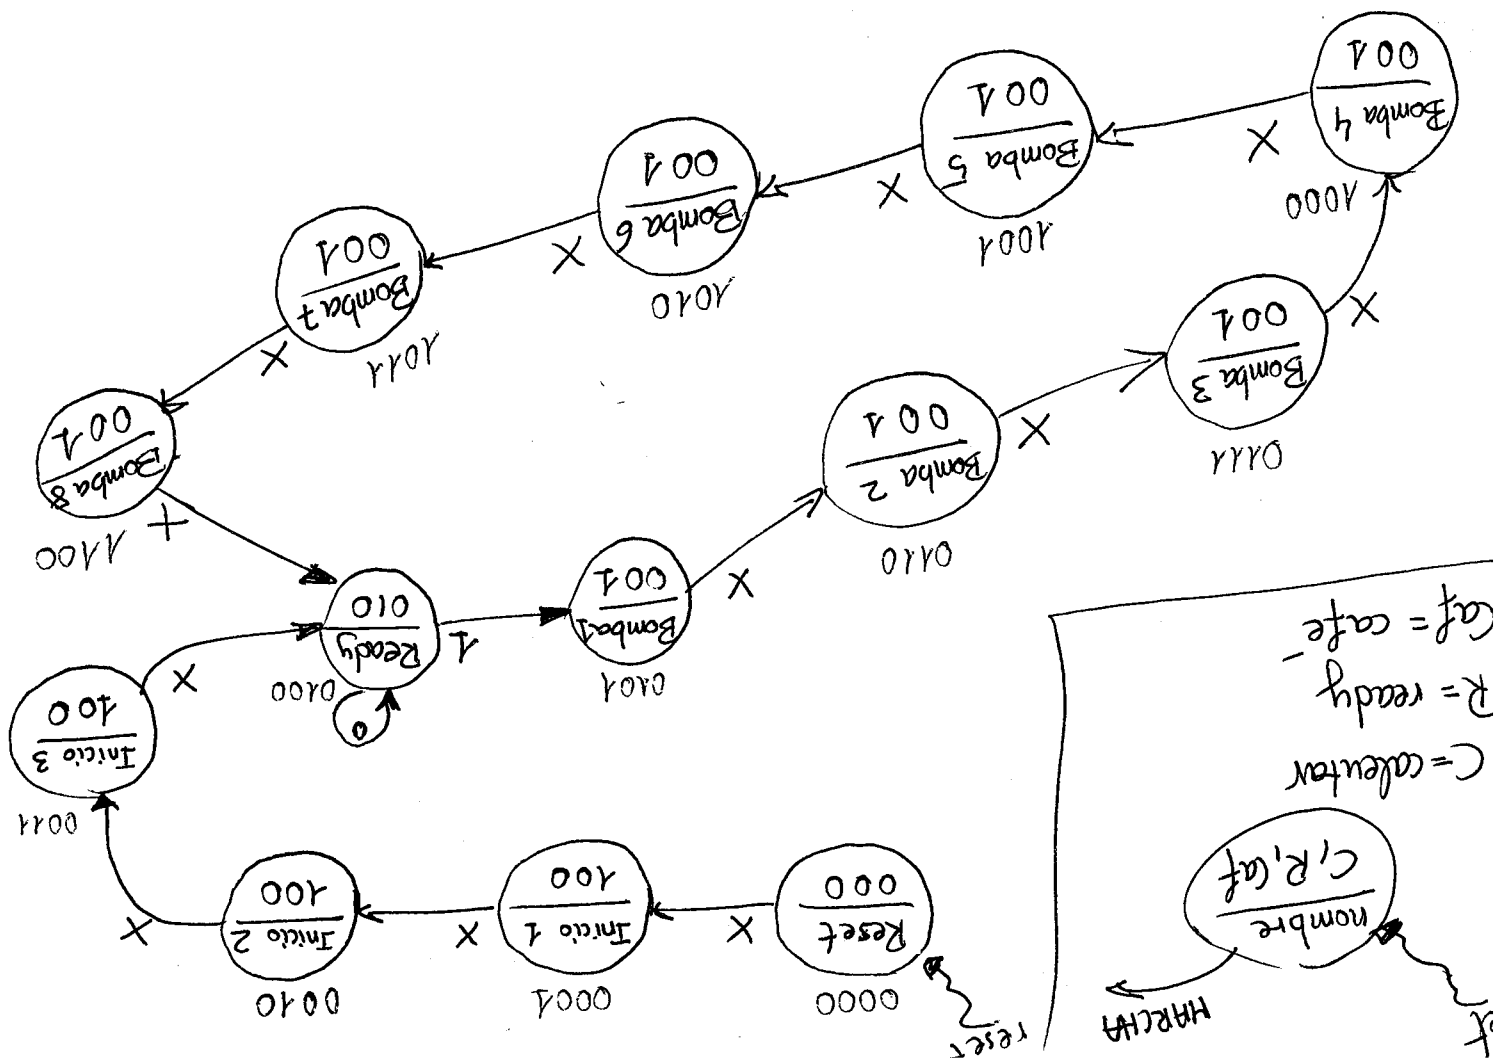 et
MARCHA
nombre
C, R, Caf
C = calentar
R = ready
Caf = café
reset
0000
Reset
000
X
0001
Inicio 1
100
X
0010
Inicio 2
100
X
0011
Inicio 3
100
X
0
0100
Ready
010
1
0101
Bomba1
001
X
0110
Bomba 2
001
X
0111
Bomba 3
001
X
1000
Bomba 4
001
X
1001
Bomba 5
001
X
1010
Bomba 6
001
X
1011
Bomba 7
001
X
1100
Bomba 8
001
X